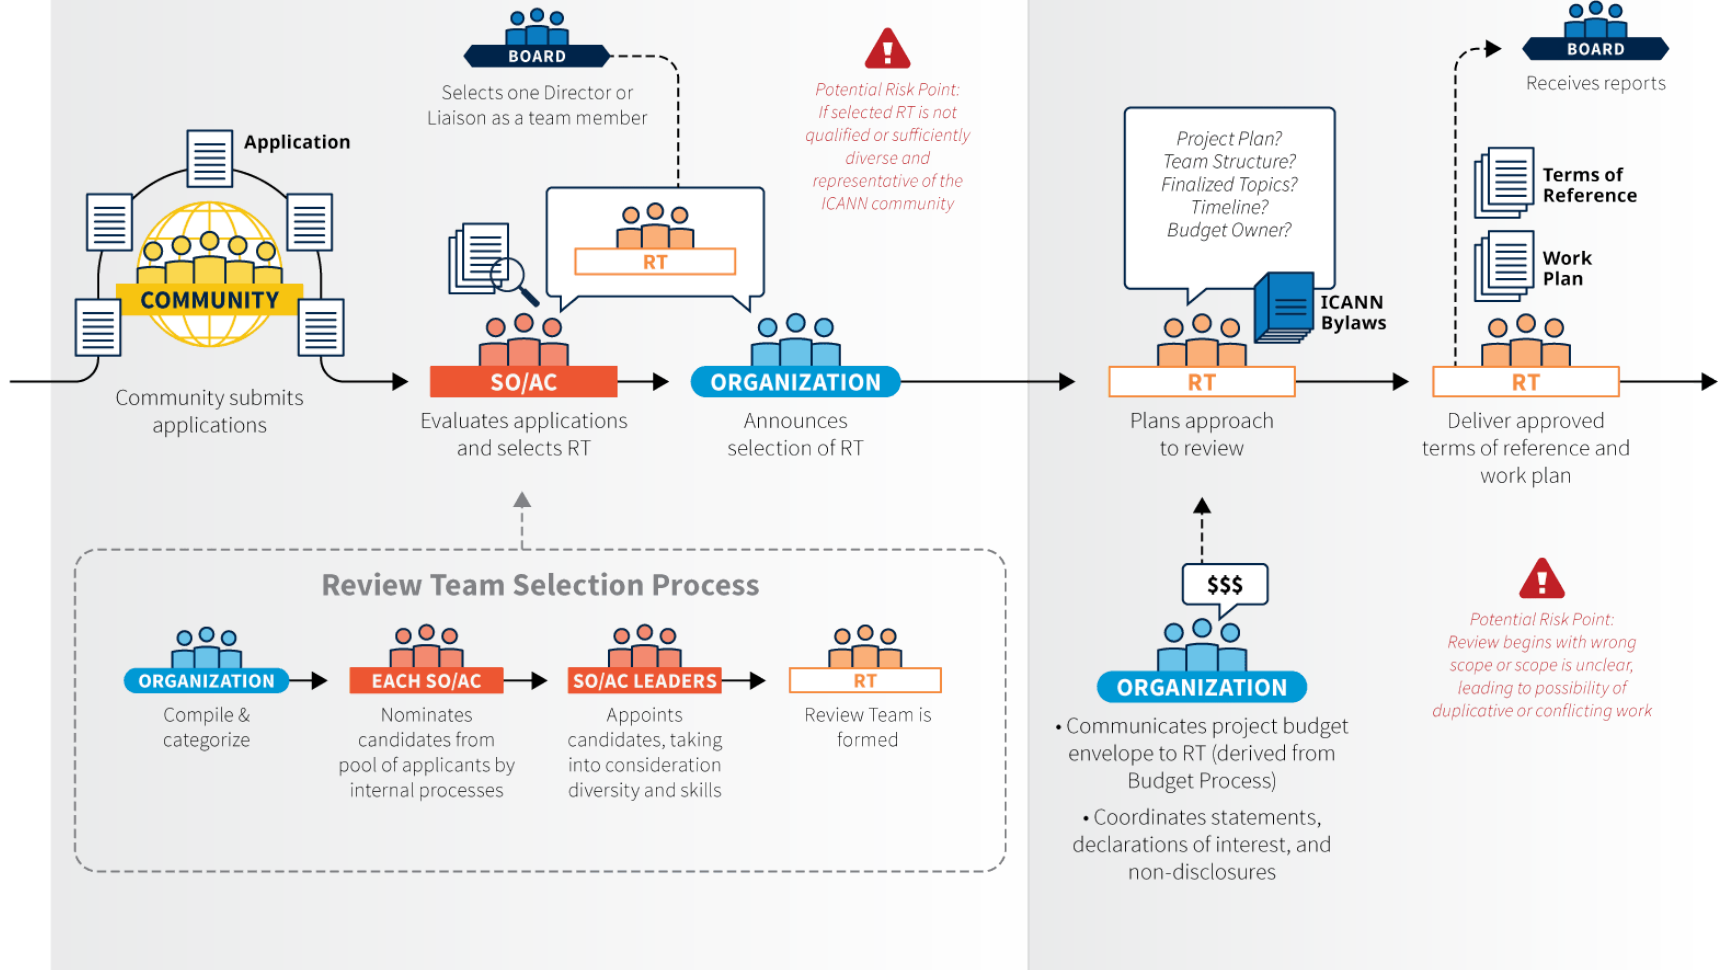 Application
COMMUNITY
Community submits
applications
BOARD
Selects one Director or
Liaison as a team member
Potential Risk Point:
If selected RT is not
qualified or sufficiently
diverse and
representative of the
ICANN community
RT
SO/AC
Evaluates applications
and selects RT
ORGANIZATION
Announces
selection of RT
Review Team Selection Process
ORGANIZATION
Compile &
categorize
EACH SO/AC
Nominates
candidates from
pool of applicants by
internal processes
SO/AC LEADERS
Appoints
candidates, taking
into consideration
diversity and skills
RT
Review Team is
formed
Project Plan?
Team Structure?
Finalized Topics?
Timeline?
Budget Owner?
ICANN
Bylaws
RT
Plans approach
to review
$$$
ORGANIZATION
• Communicates project budget
envelope to RT (derived from
Budget Process)
• Coordinates statements,
declarations of interest, and
non-disclosures
BOARD
Receives reports
Terms of
Reference
Work
Plan
RT
Deliver approved
terms of reference and
work plan
Potential Risk Point:
Review begins with wrong
scope or scope is unclear,
leading to possibility of
duplicative or conflicting work